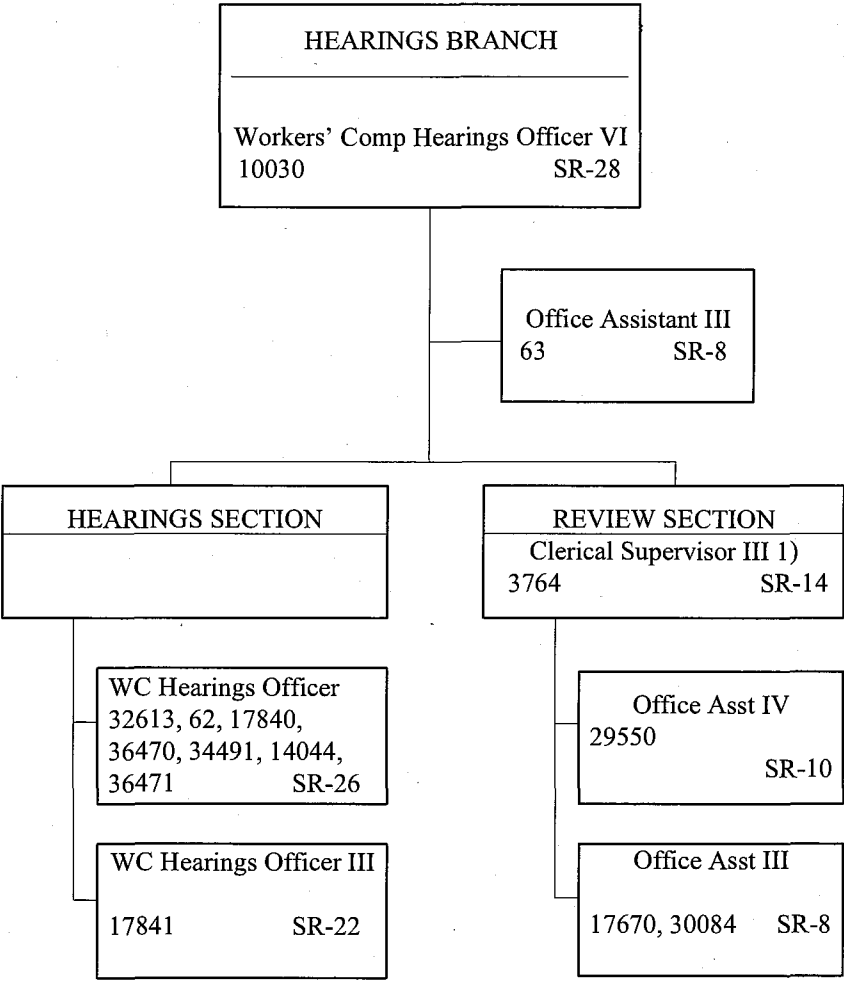 HEARINGS BRANCH
Workers' Comp Hearings Officer VI
10030 SR-28
Office Assistant III
63 SR-8
HEARINGS SECTION
REVIEW SECTION
Clerical Supervisor III 1)
3764 SR-14
WC Hearings Officer
32613, 62, 17840,
36470, 34491, 14044,
36471 SR-26
Office Asst IV
29550
SR-10
WC Hearings Officer III
17841 SR-22
Office Asst III
17670, 30084 SR-8